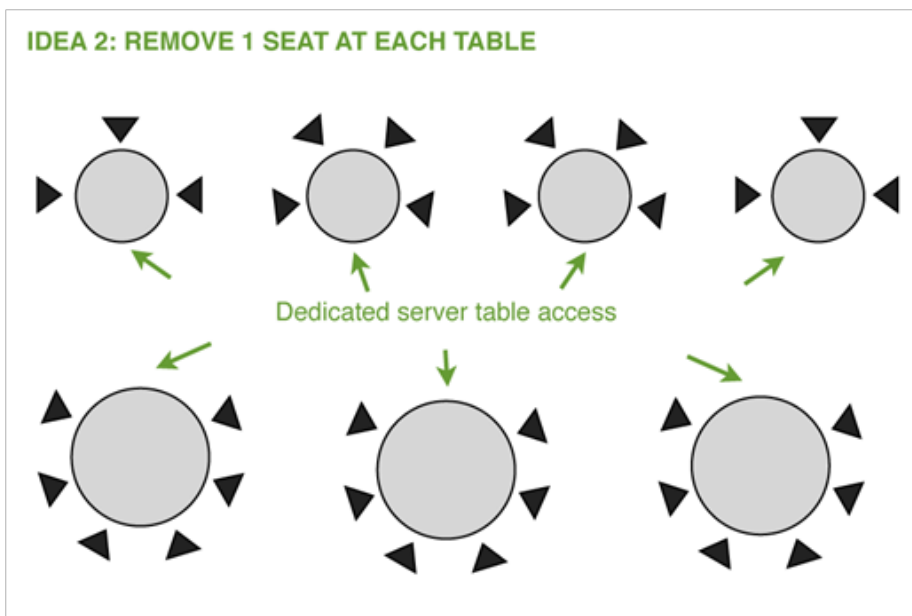 IDEA 2: REMOVE 1 SEAT AT EACH TABLE
Dedicated server table access